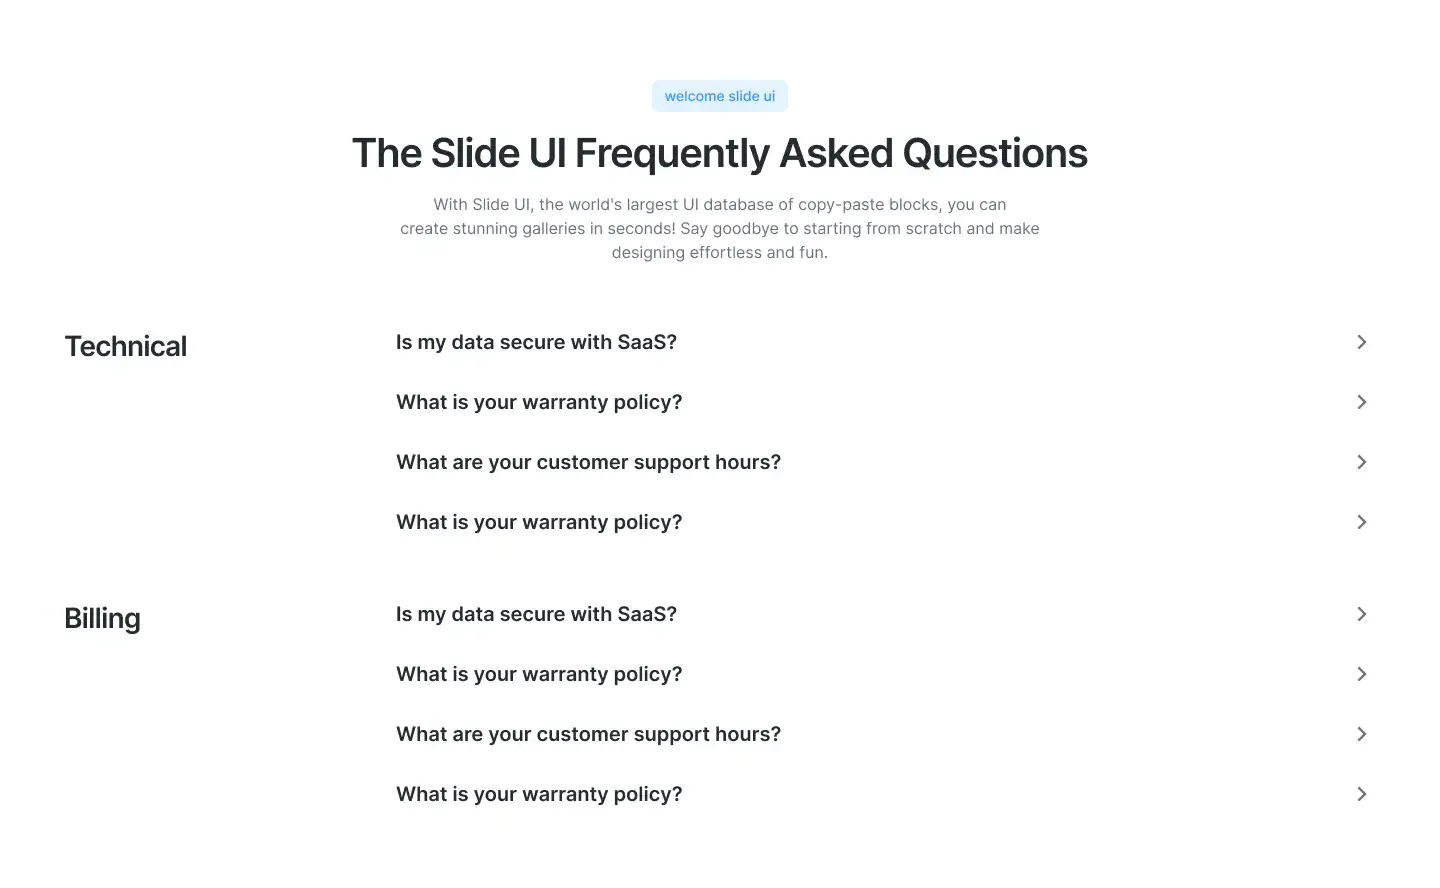 welcome slide ui
The Slide UI Frequently Asked Questions
With Slide UI, the world's largest UI database of copy-paste blocks, you can
create stunning galleries in seconds! Say goodbye to starting from scratch and make
designing effortless and fun.
Technical
Is my data secure with SaaS?
What is your warranty policy?
What are your customer support hours?
What is your warranty policy?
Billing
Is my data secure with SaaS?
What is your warranty policy?
What are your customer support hours?
What is your warranty policy?